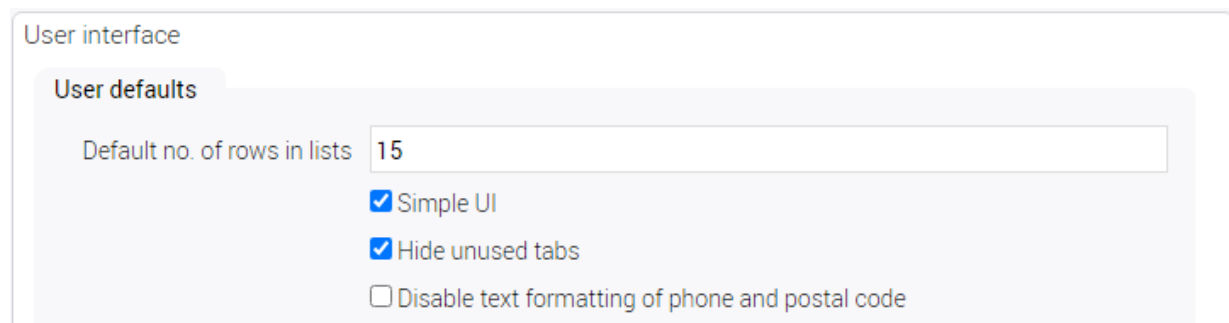 User interface
User defaults
Default no. of rows in lists 15
Simple UI
Hide unused tabs
Disable text formatting of phone and postal code